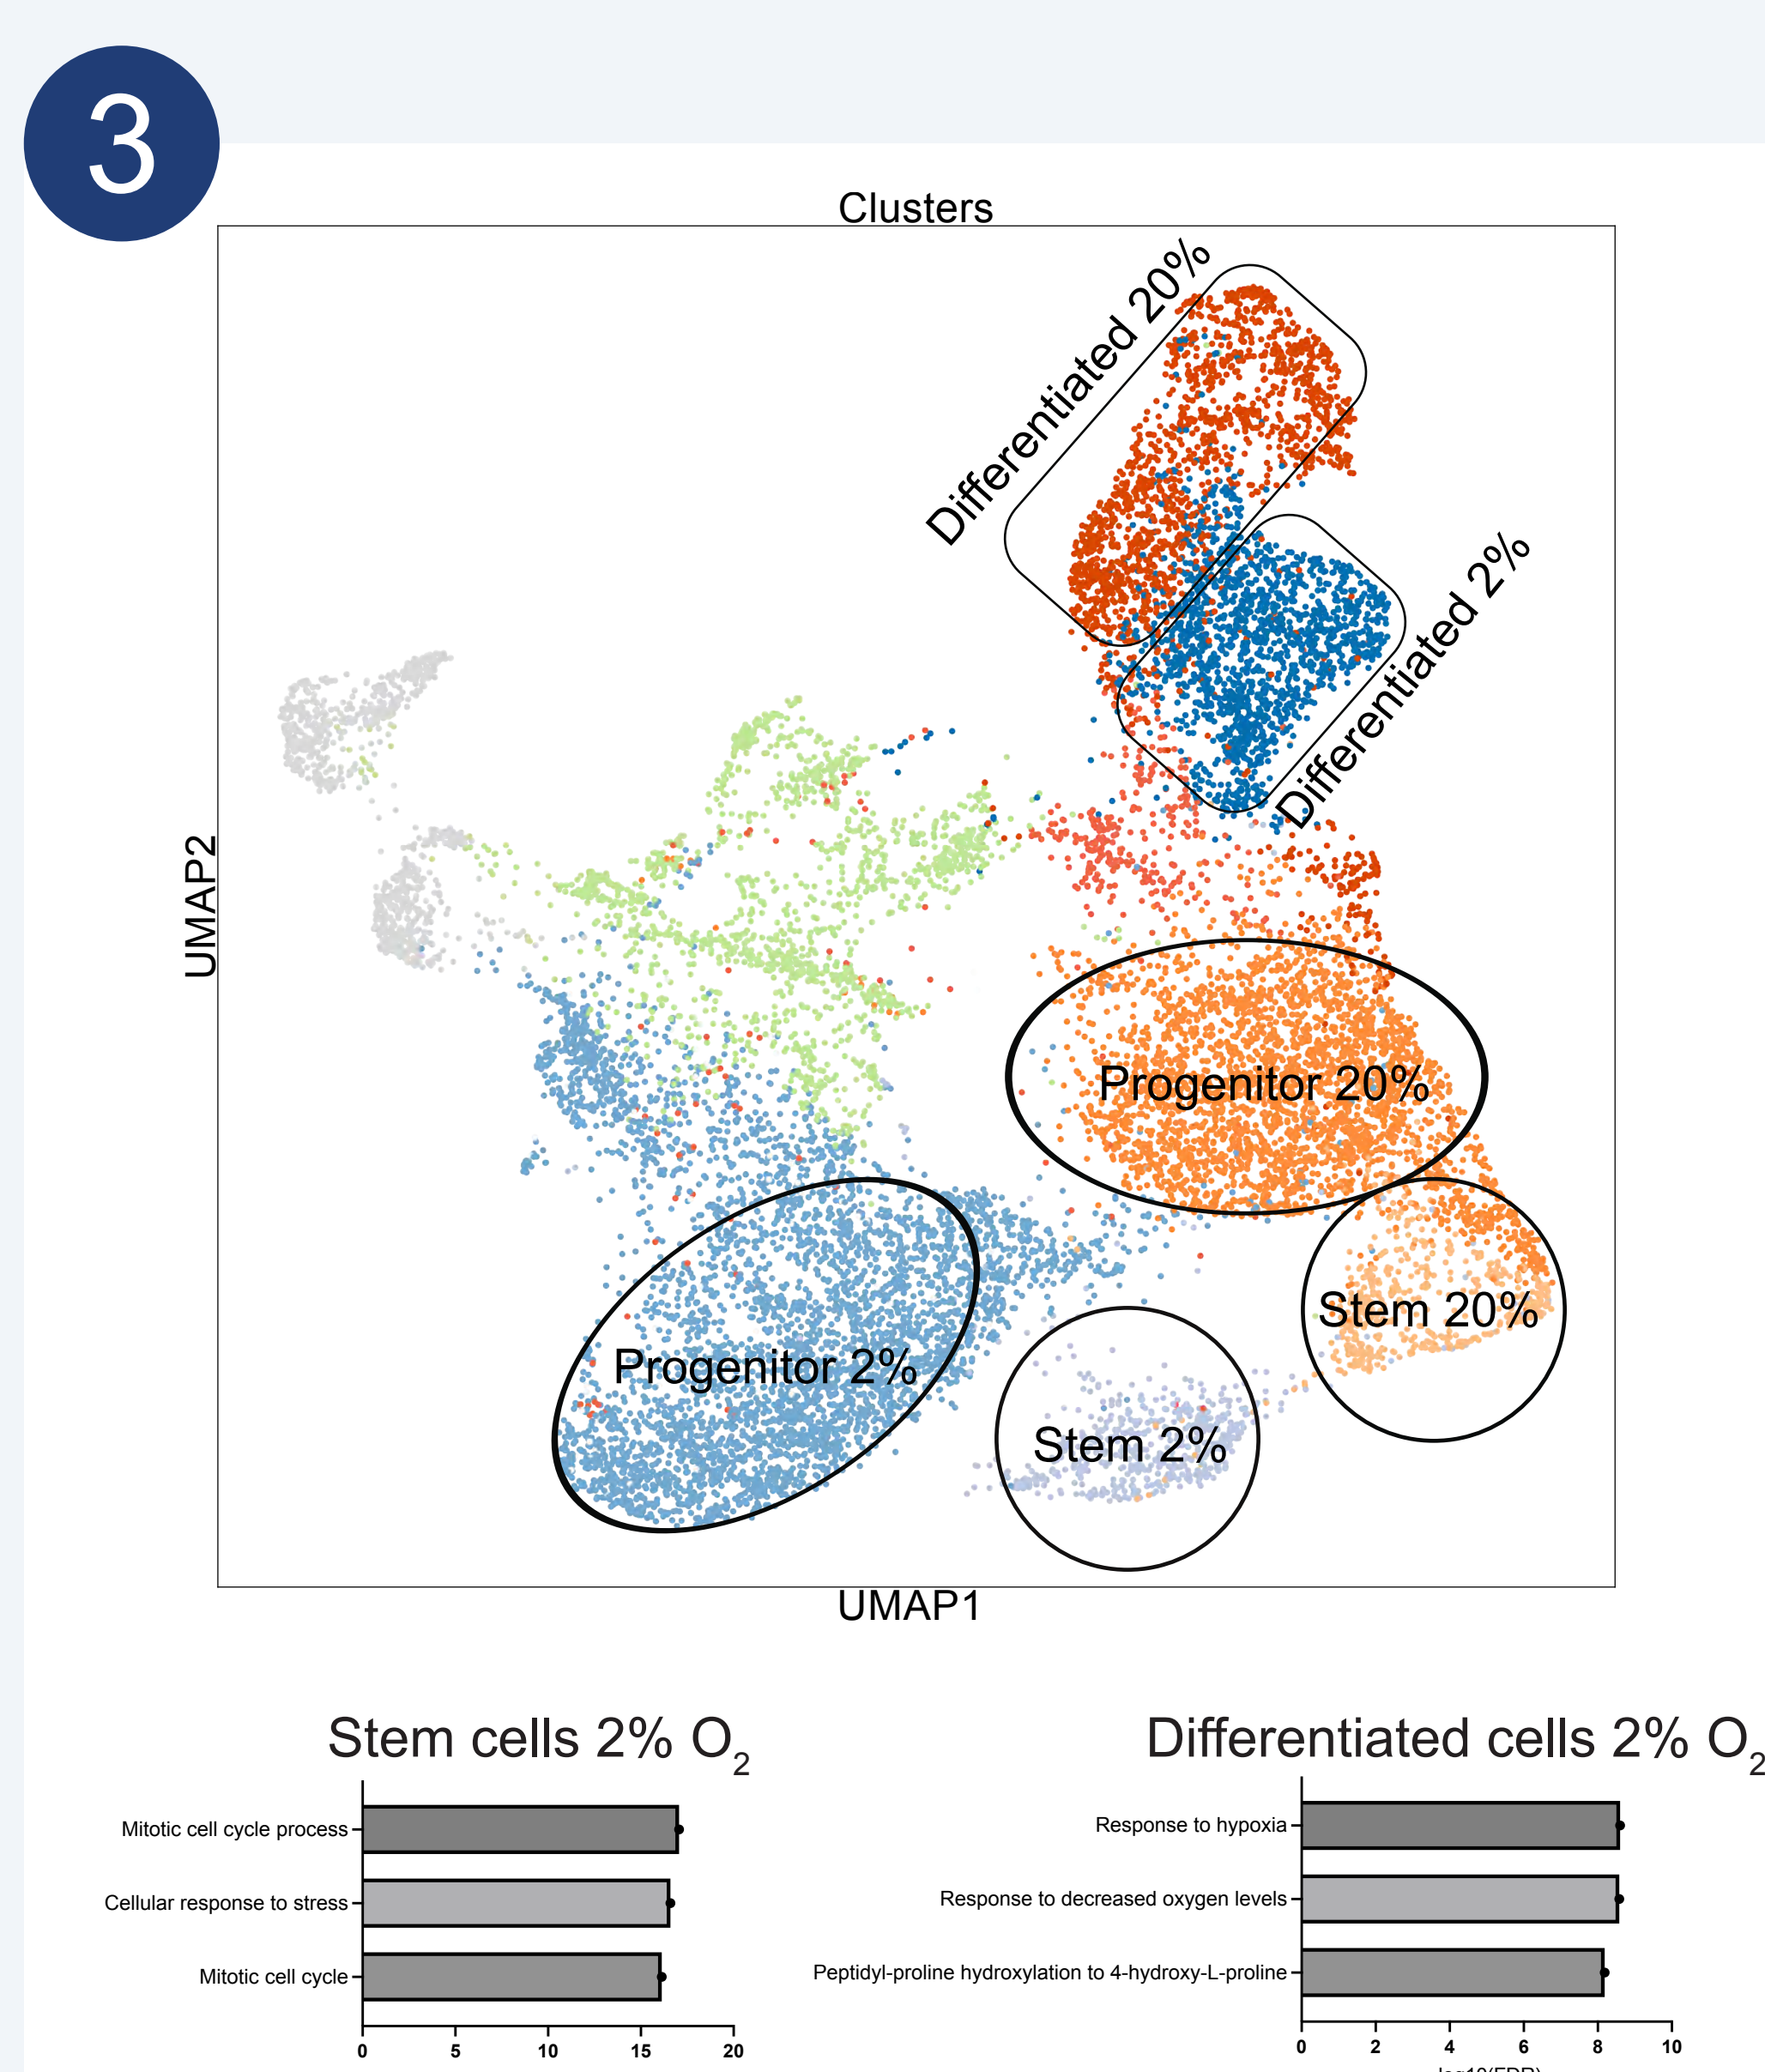 3
Clusters
Differentiated 20%
Differentiated 2%
UMAP2
Progenitor 20%
Stem 20%
Progenitor 2%
Stem 2%
UMAP1
Stem cells 2% O2
Mitotic cell cycle process
Cellular response to stress
Mitotic cell cycle
0 5 10 15 20
Differentiated cells 2% O2
Response to hypoxia
Response to decreased oxygen levels
Peptidyl-proline hydroxylation to 4-hydroxy-L-proline
0 2 4 6 8 10